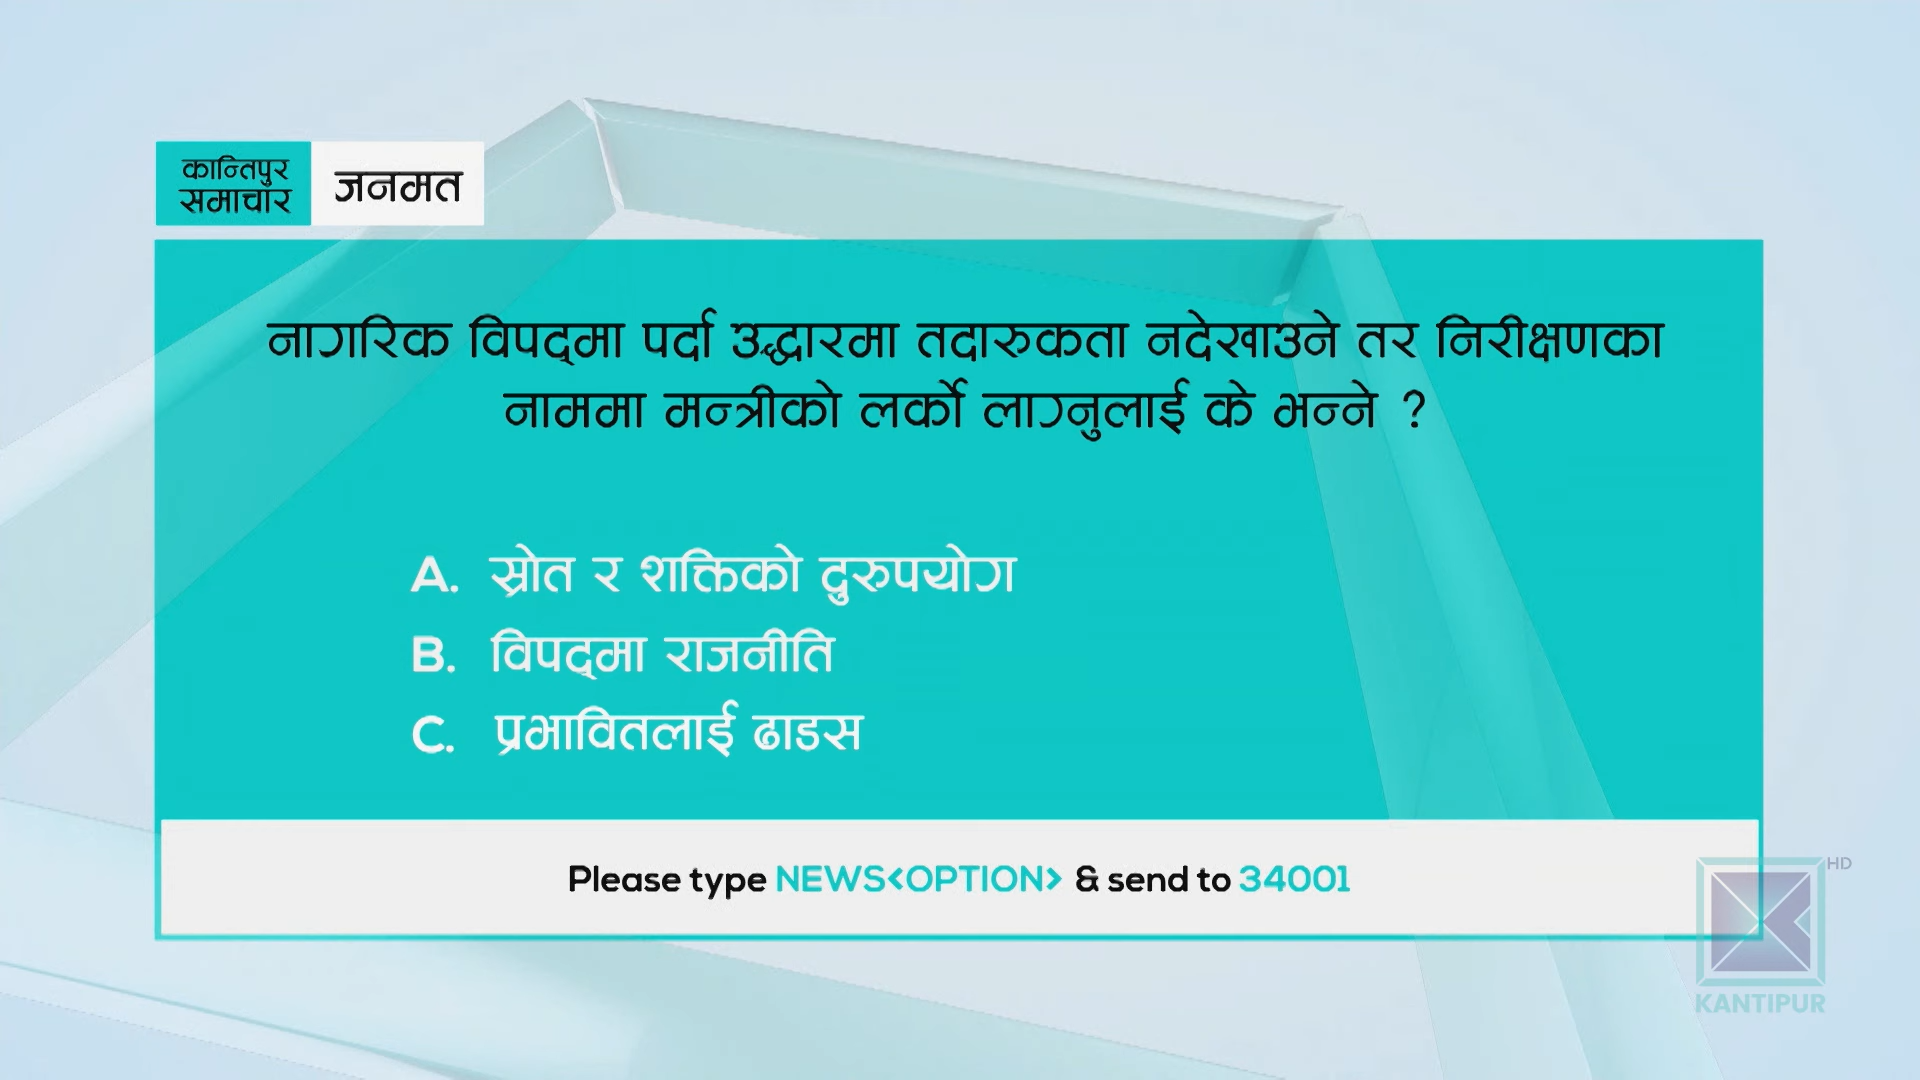 कान्तिपुर
समाचार
जनमत
नागरिक विपद्‌मा पर्दा उद्धारमा तदारुकता नदेखाउने तर निरीक्षणका
नाममा मन्त्रीको लर्को लाग्नुलाई के भन्ने ?
A. स्रोत र शक्तिको दुरुपयोग
B. विपद्‌मा राजनीति
C. प्रभावितलाई ढाडस
Please type NEWS<OPTION> & send to 34001
HD
KANTIPUR